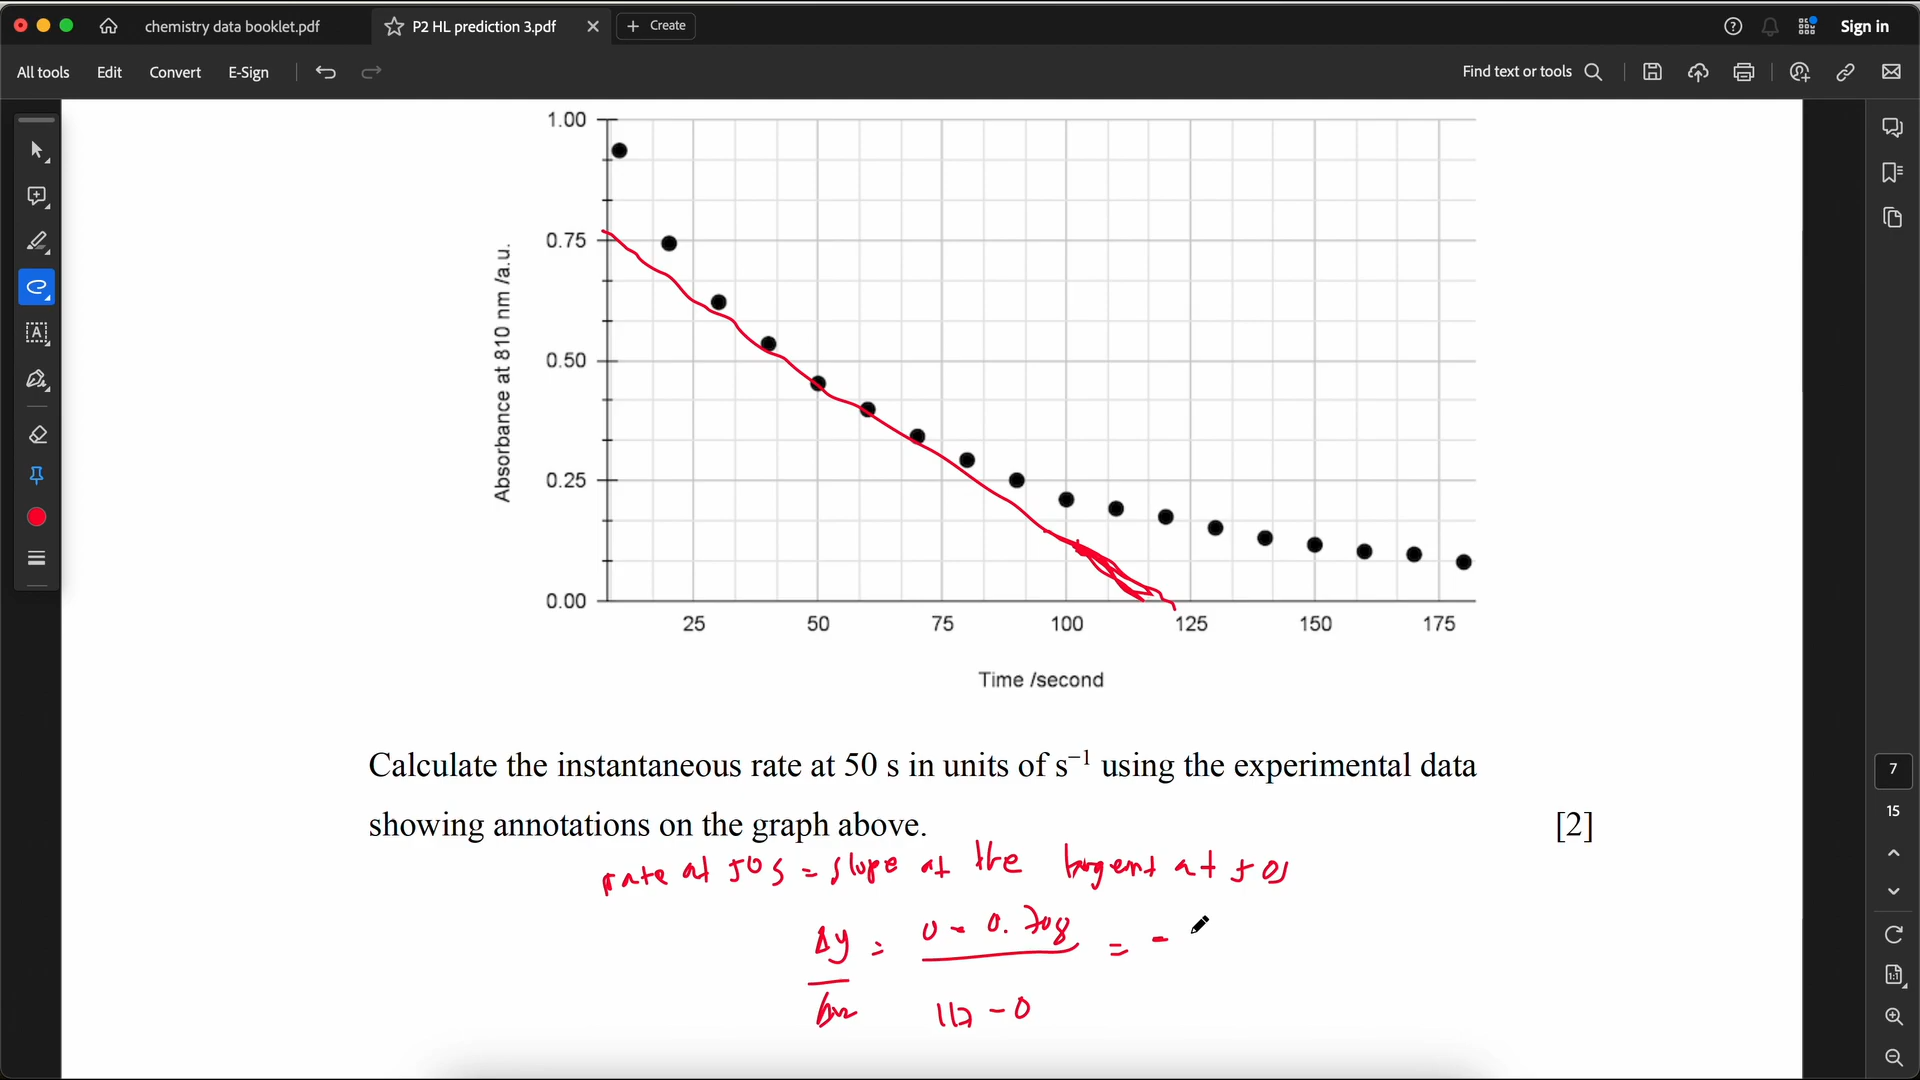 chemistry data booklet.pdf
P2 HL prediction 3.pdf
Create
Sign in
All tools
Edit
Convert
E-Sign
Find text or tools
1.00
0.75
0.50
0.25
0.00
Absorbance at 810 nm /a.u.
25 50 75 100 125 150 175
Time /second
Calculate the instantaneous rate at 50 s in units of s⁻¹ using the experimental data
showing annotations on the graph above. [2]
rate at 50 s = slope at the tangent at 50s
Δy = 0 - 0.708 = -
117 - 0
7
15
1:1